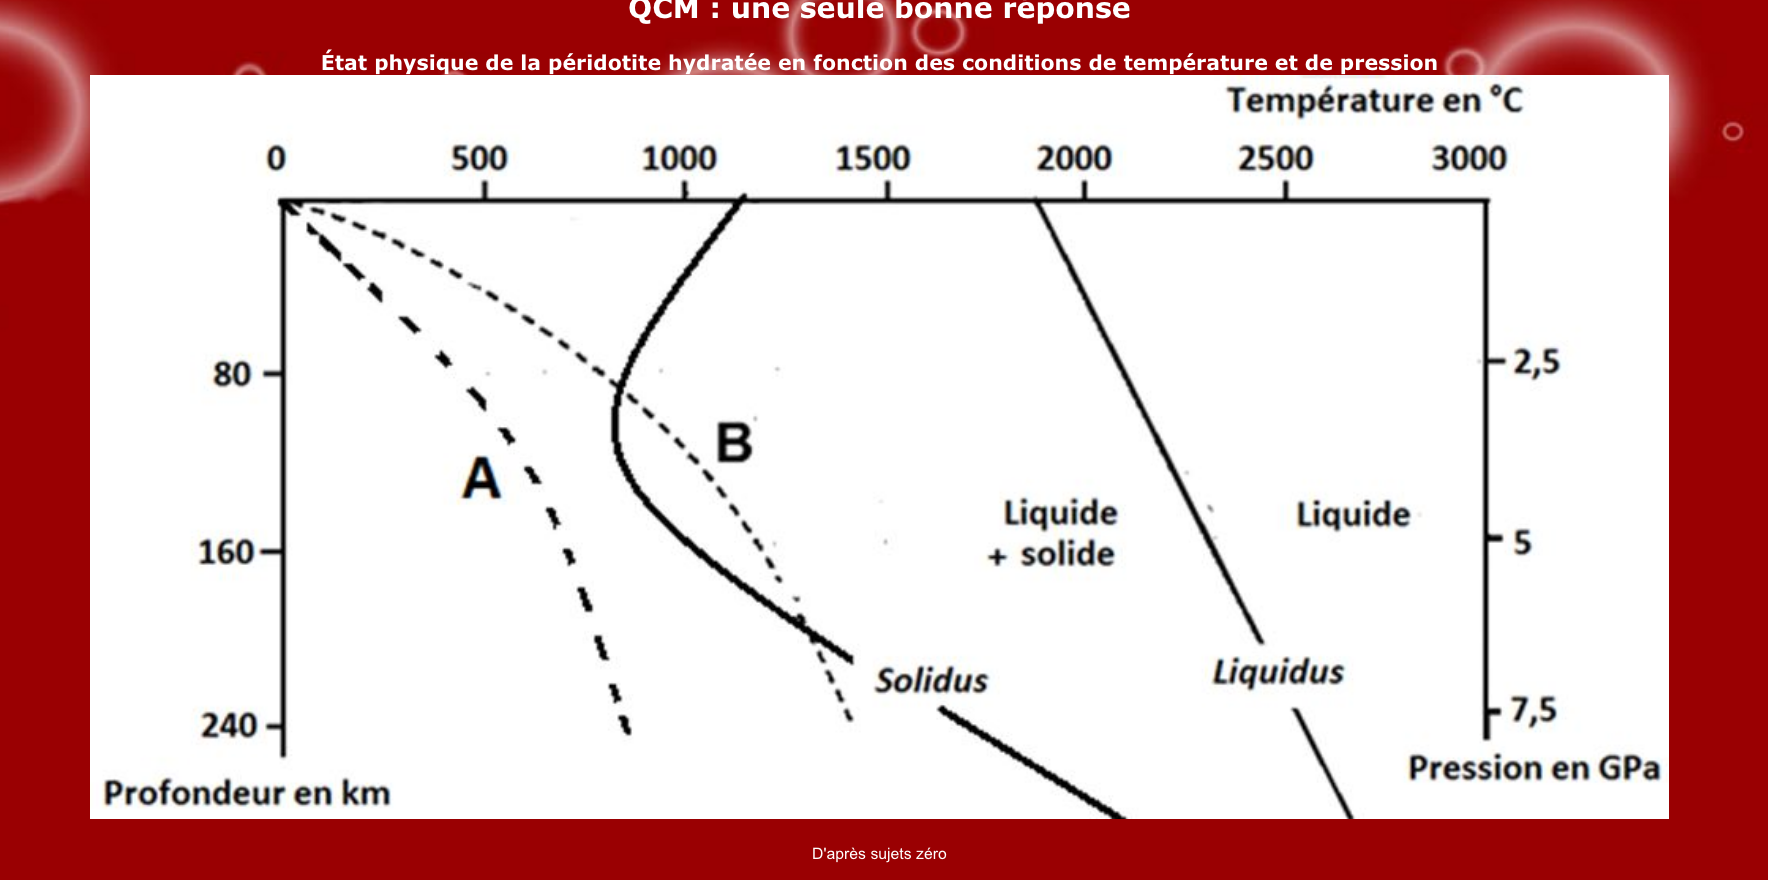 QCM : une seule bonne réponse
État physique de la péridotite hydratée en fonction des conditions de température et de pression
Température en °C
0 500 1000 1500 2000 2500 3000
80
2,5
A
B
Liquide
+ solide
Liquide
160
5
Solidus
Liquidus
240
7,5
Profondeur en km
Pression en GPa
D'après sujets zéro